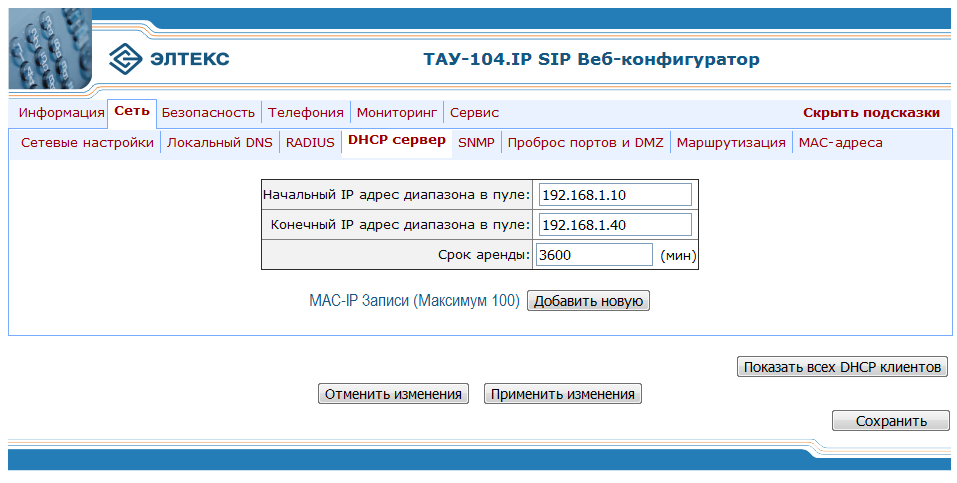 ЭЛТЕКС
ТАУ-104.IP SIP Веб-конфигуратор
Информация Сеть Безопасность Телефония Мониторинг Сервис Скрыть подсказки
Сетевые настройки Локальный DNS RADIUS DHCP сервер SNMP Проброс портов и DMZ Маршрутизация MAC-адреса
Начальный IP адрес диапазона в пуле: 192.168.1.10
Конечный IP адрес диапазона в пуле: 192.168.1.40
Срок аренды: 3600 (мин)
MAC-IP Записи (Максимум 100) Добавить новую
Показать всех DHCP клиентов
Отменить изменения Применить изменения
Сохранить